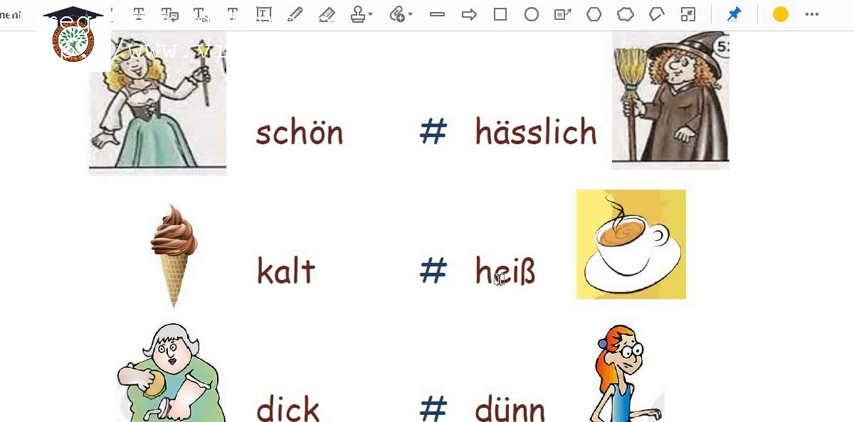 schön # hässlich
kalt # heiß
dick # dünn